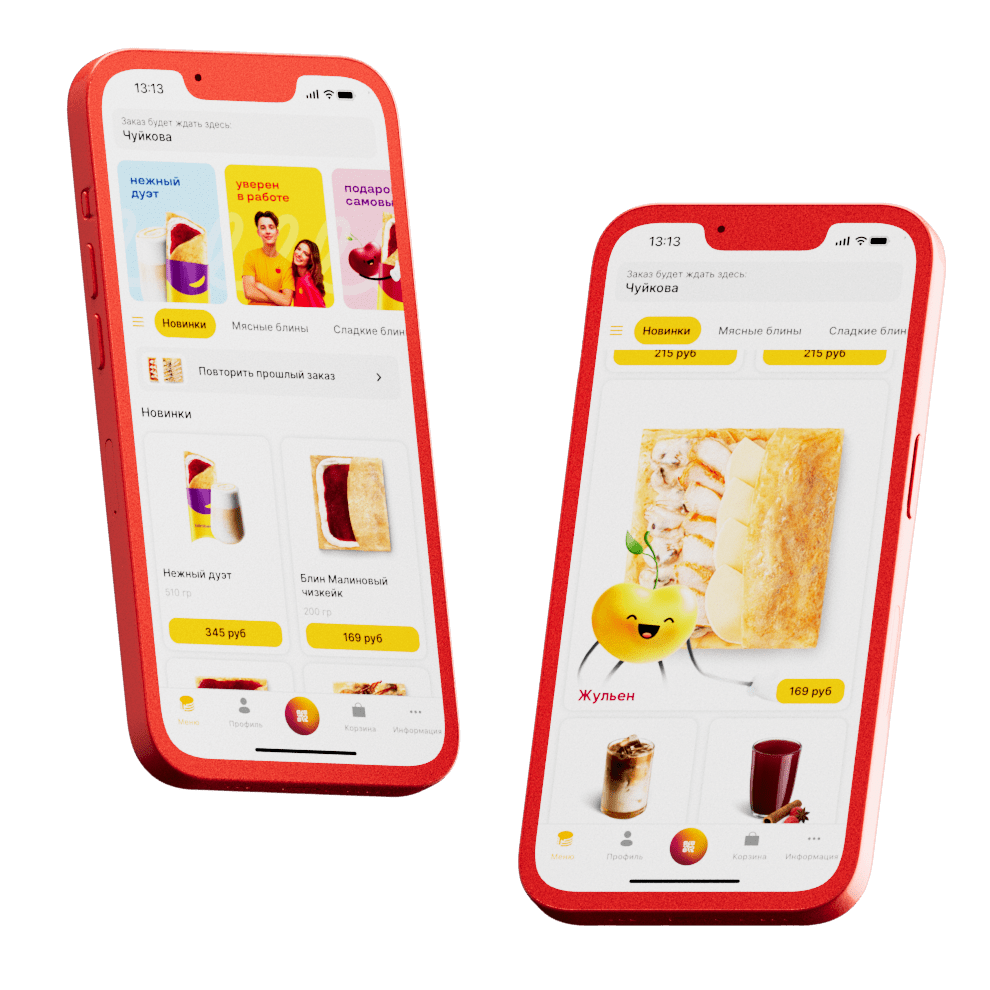 13:13
Заказ будет ждать здесь:
Чуйкова
нежный
дуэт
уверен
в работе
подаро
самовы
Новинки
Мясные блины
Сладкие блин
Повторить прошлый заказ
Новинки
Нежный дуэт
510 гр
345 руб
Блин Малиновый
чизкейк
200 гр
169 руб
Меню
Профиль
Корзина
Информация
13:13
Заказ будет ждать здесь:
Чуйкова
Новинки
Мясные блины
Сладкие блин
215 руб
215 руб
Жульен
169 руб
Меню
Профиль
Корзина
Информация